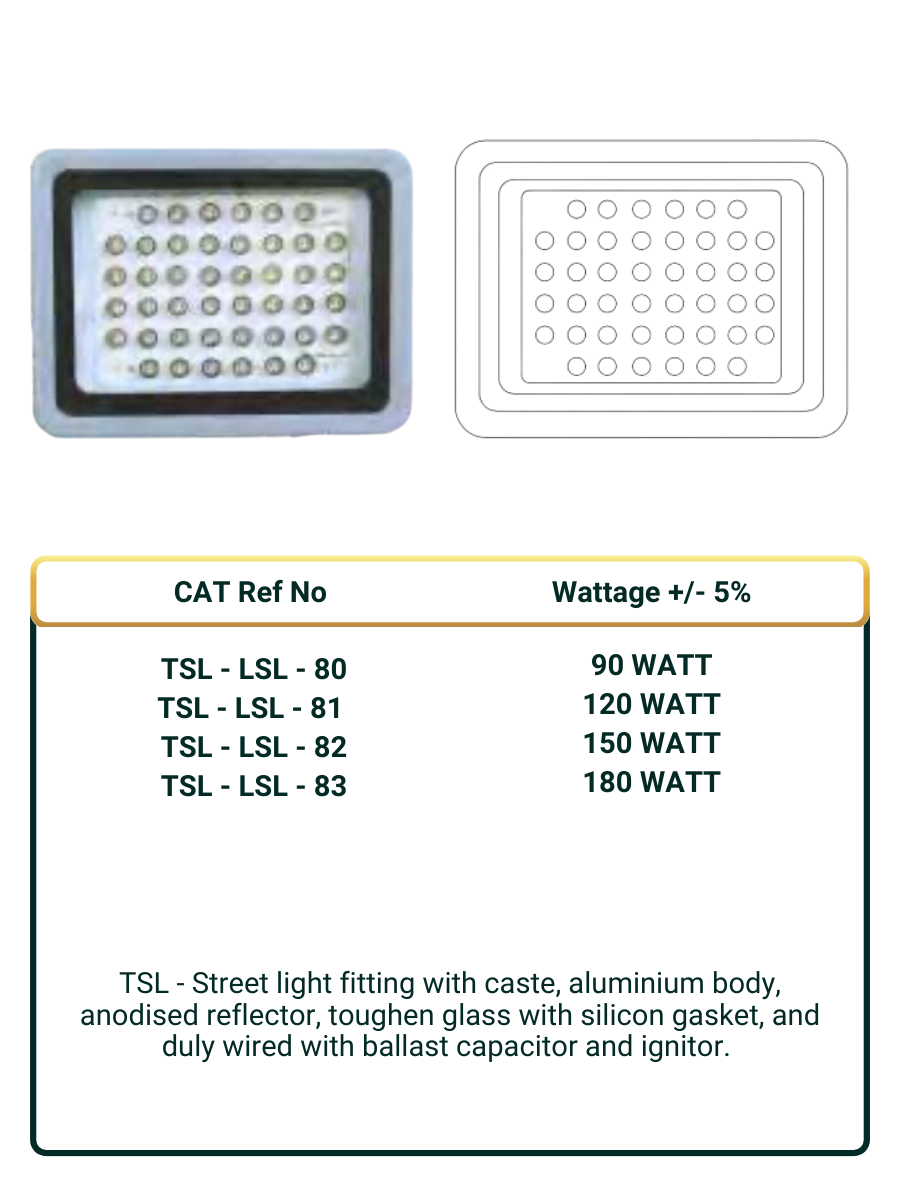 CAT Ref No Wattage +/- 5%
TSL - LSL - 80 90 WATT
TSL - LSL - 81 120 WATT
TSL - LSL - 82 150 WATT
TSL - LSL - 83 180 WATT
TSL - Street light fitting with caste, aluminium body,
anodised reflector, toughen glass with silicon gasket, and
duly wired with ballast capacitor and ignitor.